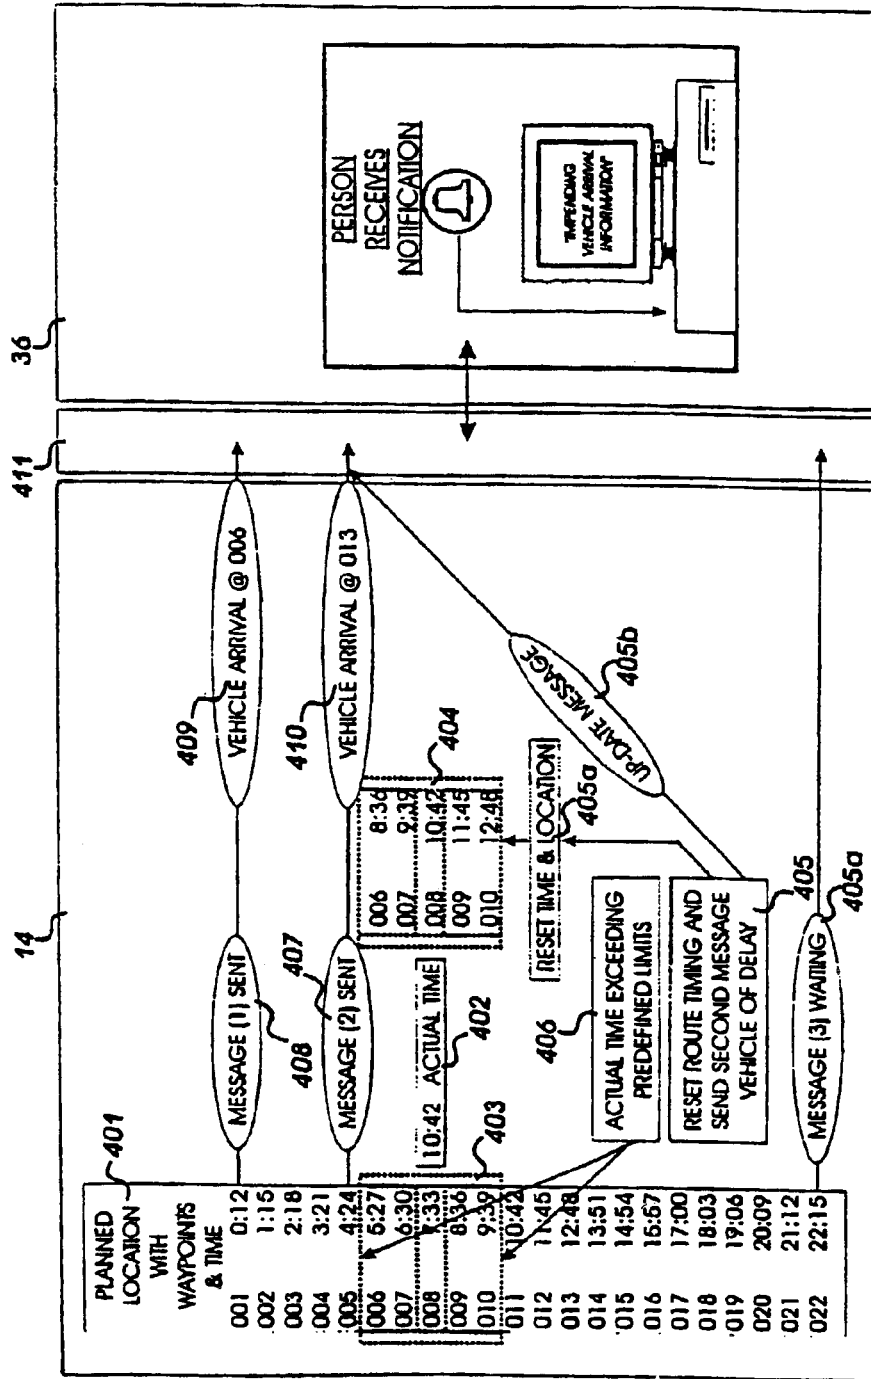 14
411
36
PLANNED
LOCATION
WITH
WAYPOINTS
& TIME
401
001 0:12
002 1:15
003 2:18
004 3:21
005 4:24
006 5:27
007 6:30
008 7:33
009 8:36
010 9:39
011 10:42
012 11:45
013 12:48
014 13:51
015 14:54
016 15:57
017 17:00
018 18:03
019 19:06
020 20:09
021 21:12
022 22:15
MESSAGE (1) SENT
408
VEHICLE ARRIVAL @ 006
409
MESSAGE (2) SENT
407
VEHICLE ARRIVAL @ 013
410
403
10:42 ACTUAL TIME
402
006 8:36
007 9:39
008 10:42
009 11:45
010 12:48
404
RESET TIME & LOCATION
405a
UP-DATE MESSAGE
405b
ACTUAL TIME EXCEEDING
PREDEFINED LIMITS
406
RESET ROUTE TIMING AND
SEND SECOND MESSAGE
VEHICLE OF DELAY
405
MESSAGE (3) WAITING
405a
PERSON
RECEIVES
NOTIFICATION
"IMPENDING
VEHICLE ARRIVAL
INFORMATION"